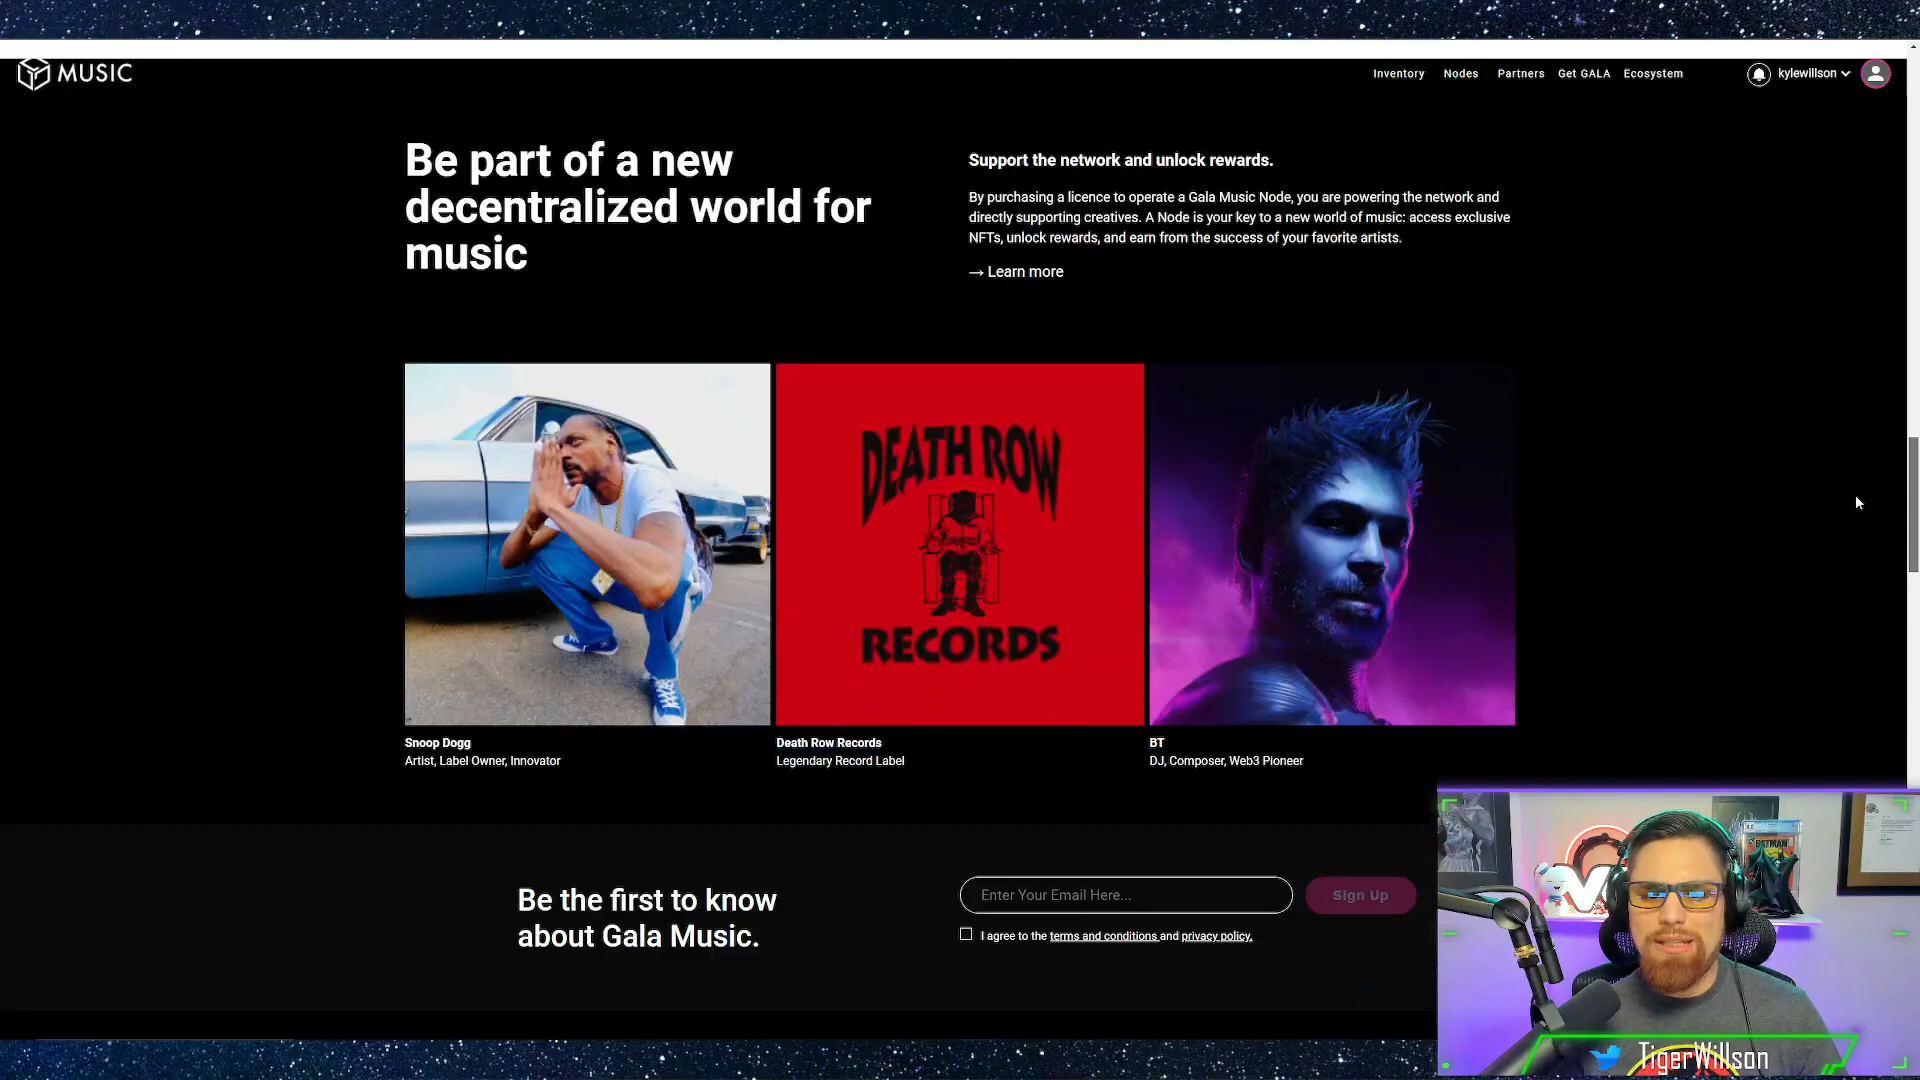 MUSIC
Inventory Nodes Partners Get GALA Ecosystem
kylewillson
Be part of a new
decentralized world for
music
Support the network and unlock rewards.
By purchasing a licence to operate a Gala Music Node, you are powering the network and
directly supporting creatives. A Node is your key to a new world of music: access exclusive
NFTs, unlock rewards, and earn from the success of your favorite artists.
→ Learn more
DEATH ROW
RECORDS
Snoop Dogg
Artist, Label Owner, Innovator
Death Row Records
Legendary Record Label
BT
DJ, Composer, Web3 Pioneer
Be the first to know
about Gala Music.
Enter Your Email Here...
Sign Up
I agree to the terms and conditions and privacy policy.
BATMAN
TigerWillson